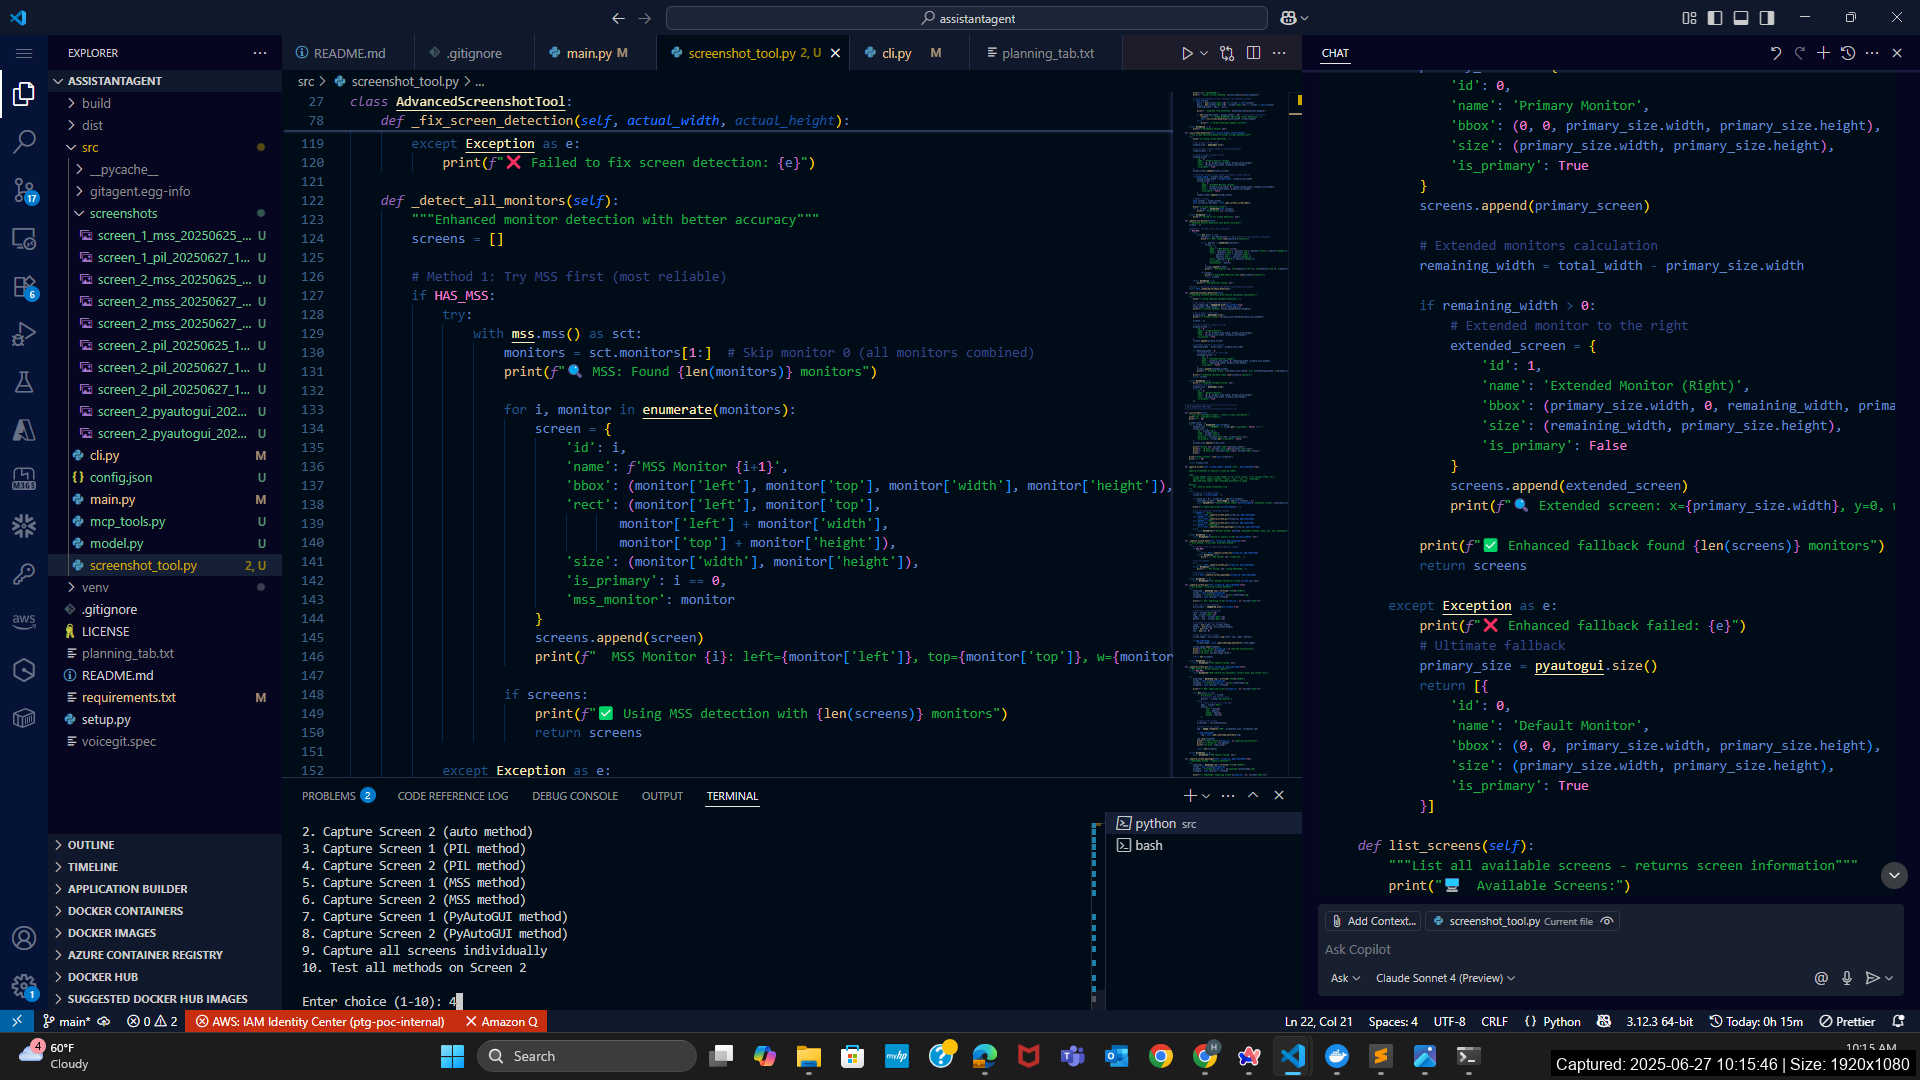 assistantagent
EXPLORER
ASSISTANTAGENT
build
dist
src
__pycache__
gitagent.egg-info
screenshots
screen_1_mss_20250625_... U
screen_1_pil_20250627_1... U
screen_2_mss_20250625_... U
screen_2_mss_20250627_... U
screen_2_mss_20250627_... U
screen_2_pil_20250625_1... U
screen_2_pil_20250627_1... U
screen_2_pil_20250627_1... U
screen_2_pyautogui_202... U
screen_2_pyautogui_202... U
cli.py M
config.json U
main.py M
mcp_tools.py U
model.py U
screenshot_tool.py 2, U
venv
.gitignore
LICENSE
planning_tab.txt
README.md
requirements.txt M
setup.py
voicegit.spec
OUTLINE
TIMELINE
APPLICATION BUILDER
DOCKER CONTAINERS
DOCKER IMAGES
AZURE CONTAINER REGISTRY
DOCKER HUB
SUGGESTED DOCKER HUB IMAGES
17
6
M365
aws
1
README.md .gitignore main.py M screenshot_tool.py 2, U cli.py M planning_tab.txt
src > screenshot_tool.py > ...
27 class AdvancedScreenshotTool:
78 def _fix_screen_detection(self, actual_width, actual_height):
119 except Exception as e:
120 print(f"❌ Failed to fix screen detection: {e}")
121
122 def _detect_all_monitors(self):
123 """Enhanced monitor detection with better accuracy"""
124 screens = []
125
126 # Method 1: Try MSS first (most reliable)
127 if HAS_MSS:
128 try:
129 with mss.mss() as sct:
130 monitors = sct.monitors[1:]  # Skip monitor 0 (all monitors combined)
131 print(f"🔍 MSS: Found {len(monitors)} monitors")
132
133 for i, monitor in enumerate(monitors):
134 screen = {
135 'id': i,
136 'name': f'MSS Monitor {i+1}',
137 'bbox': (monitor['left'], monitor['top'], monitor['width'], monitor['height']),
138 'rect': (monitor['left'], monitor['top'],
139 monitor['left'] + monitor['width'],
140 monitor['top'] + monitor['height']),
141 'size': (monitor['width'], monitor['height']),
142 'is_primary': i == 0,
143 'mss_monitor': monitor
144 }
145 screens.append(screen)
146 print(f"  MSS Monitor {i}: left={monitor['left']}, top={monitor['top']}, w={monitor
147
148 if screens:
149 print(f"✅ Using MSS detection with {len(screens)} monitors")
150 return screens
151
152 except Exception as e:
PROBLEMS 2 CODE REFERENCE LOG DEBUG CONSOLE OUTPUT TERMINAL
2. Capture Screen 2 (auto method)
3. Capture Screen 1 (PIL method)
4. Capture Screen 2 (PIL method)
5. Capture Screen 1 (MSS method)
6. Capture Screen 2 (MSS method)
7. Capture Screen 1 (PyAutoGUI method)
8. Capture Screen 2 (PyAutoGUI method)
9. Capture all screens individually
10. Test all methods on Screen 2
Enter choice (1-10): 4
python src
bash
CHAT
'id': 0,
'name': 'Primary Monitor',
'bbox': (0, 0, primary_size.width, primary_size.height),
'size': (primary_size.width, primary_size.height),
'is_primary': True
}
screens.append(primary_screen)
# Extended monitors calculation
remaining_width = total_width - primary_size.width
if remaining_width > 0:
# Extended monitor to the right
extended_screen = {
'id': 1,
'name': 'Extended Monitor (Right)',
'bbox': (primary_size.width, 0, remaining_width, prima
'size': (remaining_width, primary_size.height),
'is_primary': False
}
screens.append(extended_screen)
print(f"🔍 Extended screen: x={primary_size.width}, y=0, w
print(f"✅ Enhanced fallback found {len(screens)} monitors")
return screens
except Exception as e:
print(f"❌ Enhanced fallback failed: {e}")
# Ultimate fallback
primary_size = pyautogui.size()
return [{
'id': 0,
'name': 'Default Monitor',
'bbox': (0, 0, primary_size.width, primary_size.height),
'size': (primary_size.width, primary_size.height),
'is_primary': True
}]
def list_screens(self):
"""List all available screens - returns screen information"""
print("🖥️  Available Screens:")
Add Context... screenshot_tool.py Current file
Ask Copilot
Ask Claude Sonnet 4 (Preview)
main* 0 2 AWS: IAM Identity Center (ptg-poc-internal) Amazon Q Ln 22, Col 21 Spaces: 4 UTF-8 CRLF {} Python 3.12.3 64-bit Today: 0h 15m Prettier
4
60°F
Cloudy
Search
myhp
H
10:15 AM
Captured: 2025-06-27 10:15:46 | Size: 1920x1080